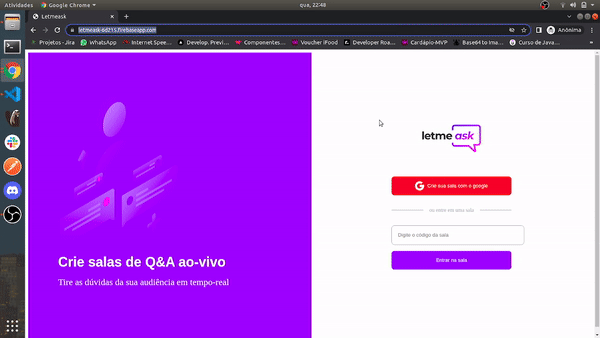 Atividades
Google Chrome
qua, 22:48
Letmeask
letmeask-bd215.firebaseapp.com
Anônima
Projetos - Jira
WhatsApp
Internet Spee…
Develop. Previ…
Componentes…
Voucher iFood
Developer Roa…
Cardápio-MVP
Base64 to Ima…
Curso de Java…
letme ask
Crie sua sala com o google
ou entre em uma sala
Digite o código da sala
Entrar na sala
Crie salas de Q&A ao-vivo
Tire as dúvidas da sua audiência em tempo-real